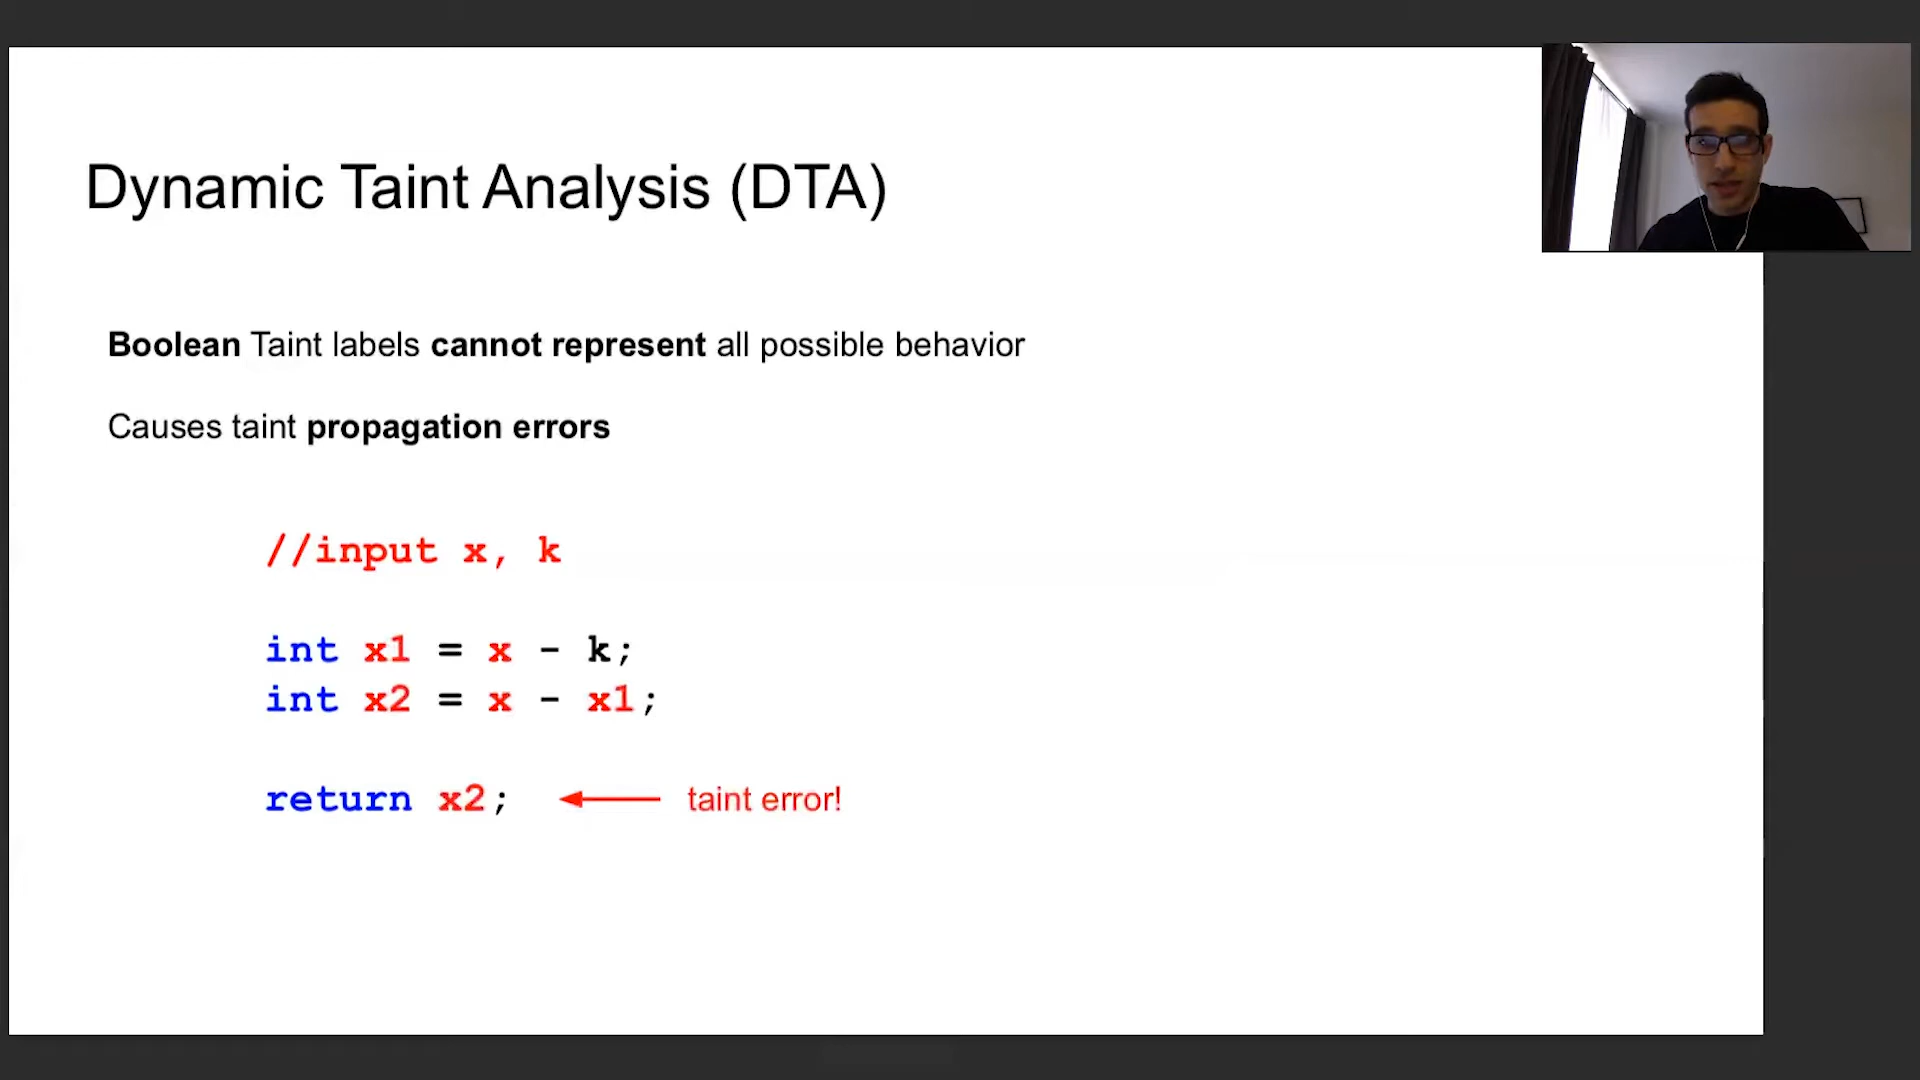 Dynamic Taint Analysis (DTA)
Boolean Taint labels cannot represent all possible behavior
Causes taint propagation errors
//input x, k
int x1 = x - k;
int x2 = x - x1;
return x2; taint error!